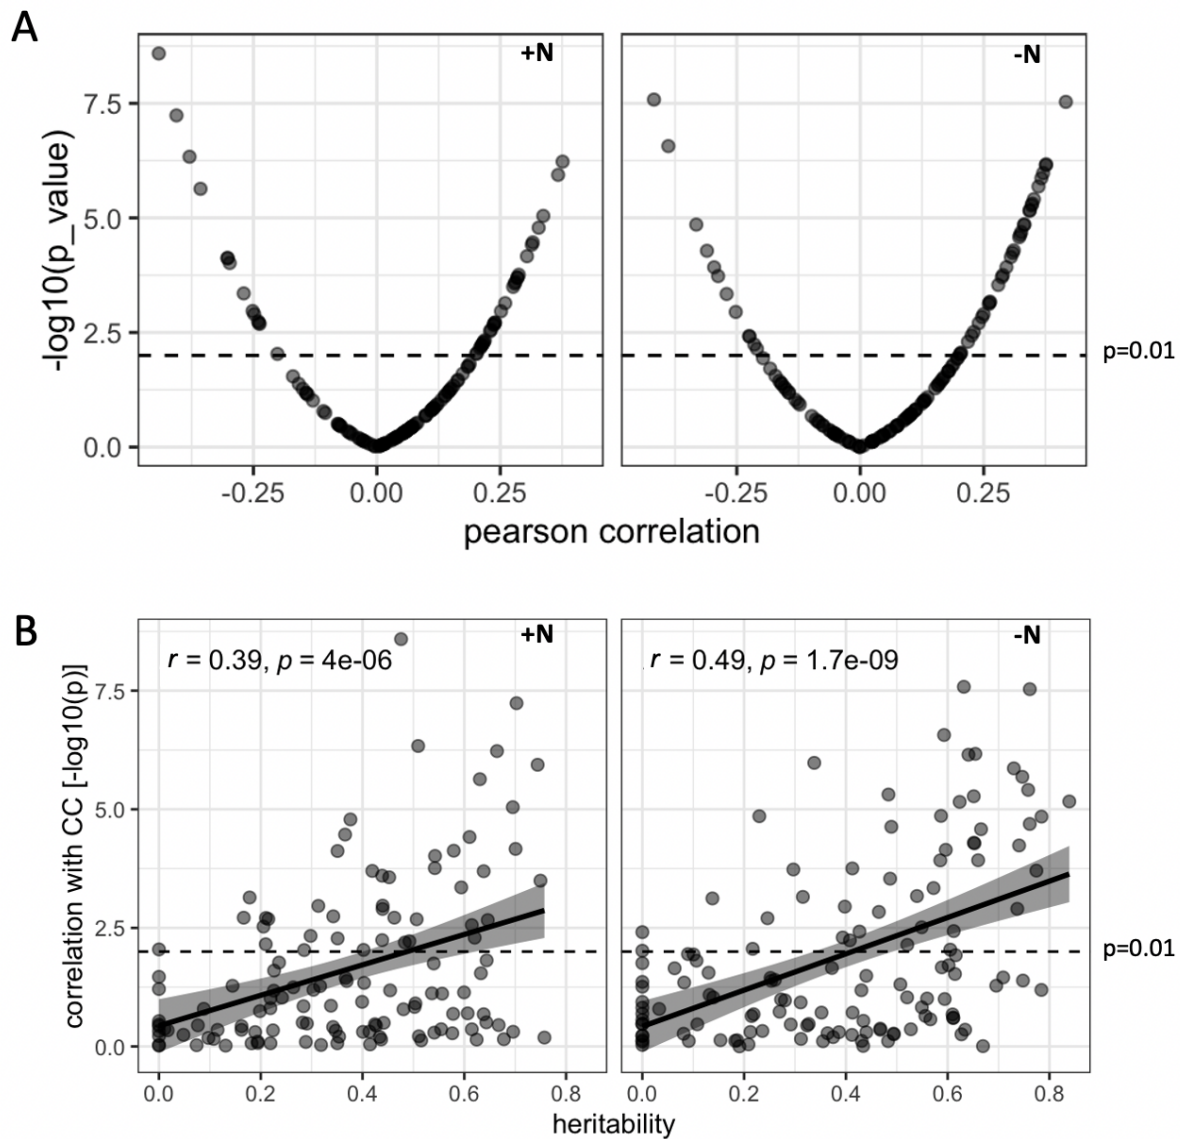 A
+N
-N
-log10(p_value)
7.5
5.0
2.5
0.0
p=0.01
-0.25 0.00 0.25
-0.25 0.00 0.25
pearson correlation
B
+N
-N
r = 0.39, p = 4e-06
r = 0.49, p = 1.7e-09
correlation with CC [-log10(p)]
7.5
5.0
2.5
0.0
p=0.01
0.0 0.2 0.4 0.6 0.8
0.0 0.2 0.4 0.6 0.8
heritability